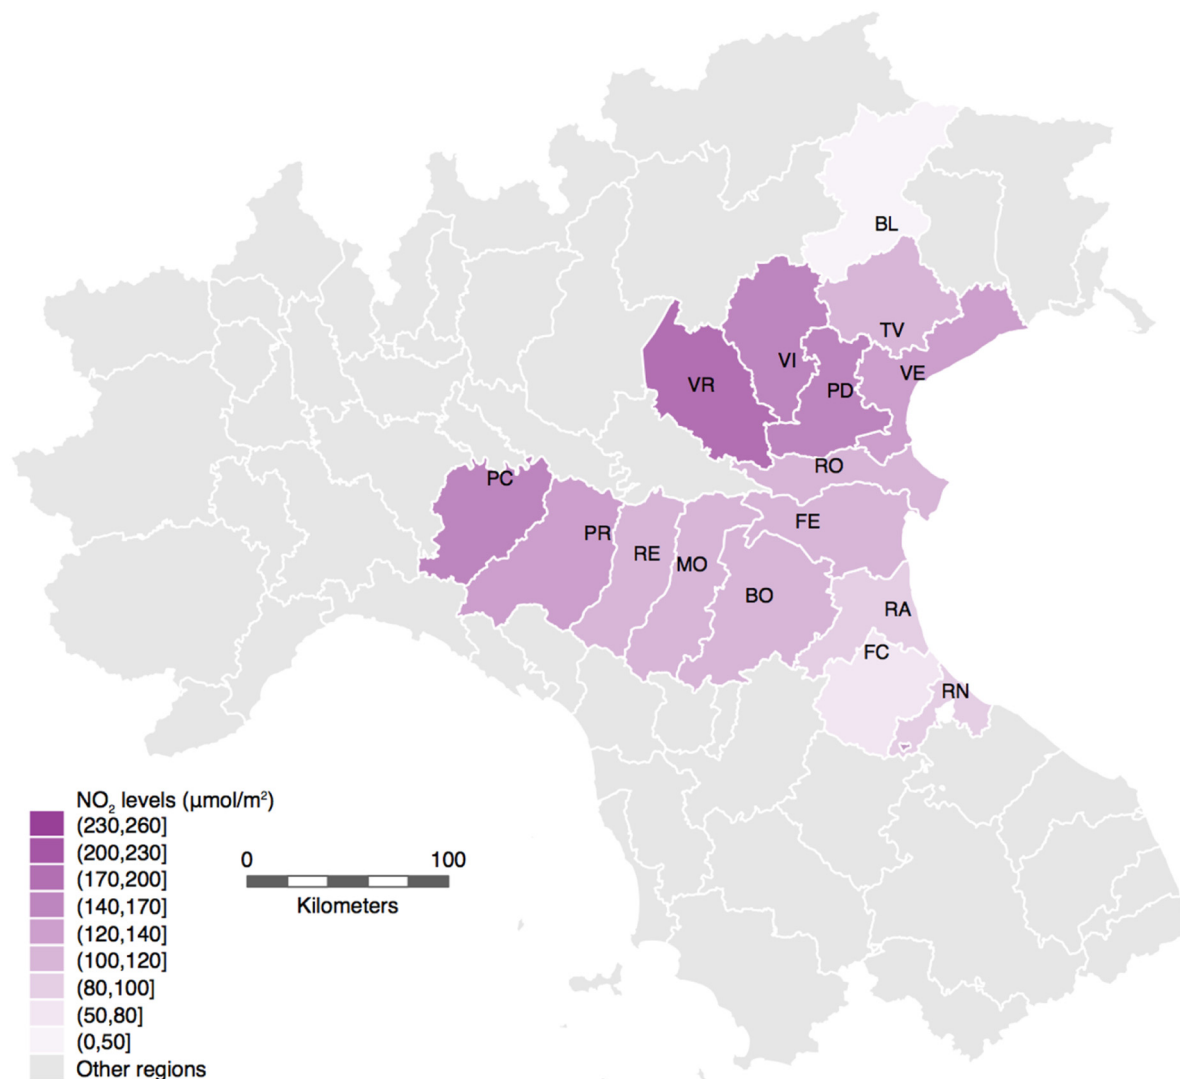 BL
TV
VI
VE
VR
PD
RO
PC
FE
PR
RE
MO
BO
RA
FC
RN
NO₂ levels (μmol/m²)
(230,260]
(200,230]
(170,200]
(140,170]
(120,140]
(100,120]
(80,100]
(50,80]
(0,50]
Other regions
0 100
Kilometers